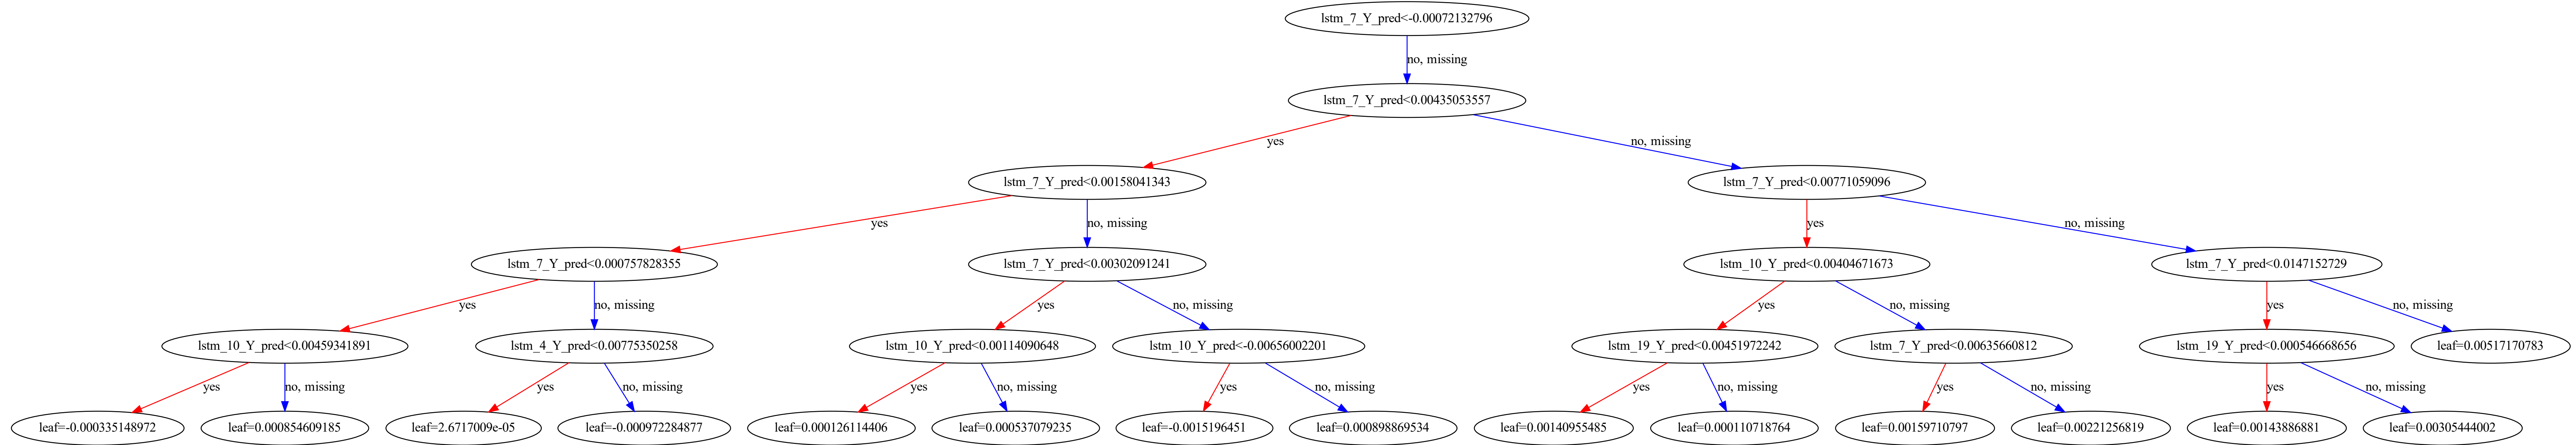 lstm_7_Y_pred<-0.00072132796
no, missing
lstm_7_Y_pred<0.00435053557
yes
no, missing
lstm_7_Y_pred<0.00158041343
lstm_7_Y_pred<0.00771059096
yes
no, missing
yes
no, missing
lstm_7_Y_pred<0.000757828355
lstm_7_Y_pred<0.00302091241
lstm_10_Y_pred<0.00404671673
lstm_7_Y_pred<0.0147152729
yes
no, missing
yes
no, missing
yes
no, missing
yes
no, missing
lstm_10_Y_pred<0.00459341891
lstm_4_Y_pred<0.00775350258
lstm_10_Y_pred<0.00114090648
lstm_10_Y_pred<-0.00656002201
lstm_19_Y_pred<0.00451972242
lstm_7_Y_pred<0.00635660812
lstm_19_Y_pred<0.000546668656
leaf=0.00517170783
yes
no, missing
yes
no, missing
yes
no, missing
yes
no, missing
yes
no, missing
yes
no, missing
yes
no, missing
leaf=-0.000335148972
leaf=0.000854609185
leaf=2.6717009e-05
leaf=-0.000972284877
leaf=0.000126114406
leaf=0.000537079235
leaf=-0.0015196451
leaf=0.000898869534
leaf=0.00140955485
leaf=0.000110718764
leaf=0.00159710797
leaf=0.00221256819
leaf=0.00143886881
leaf=0.00305444002